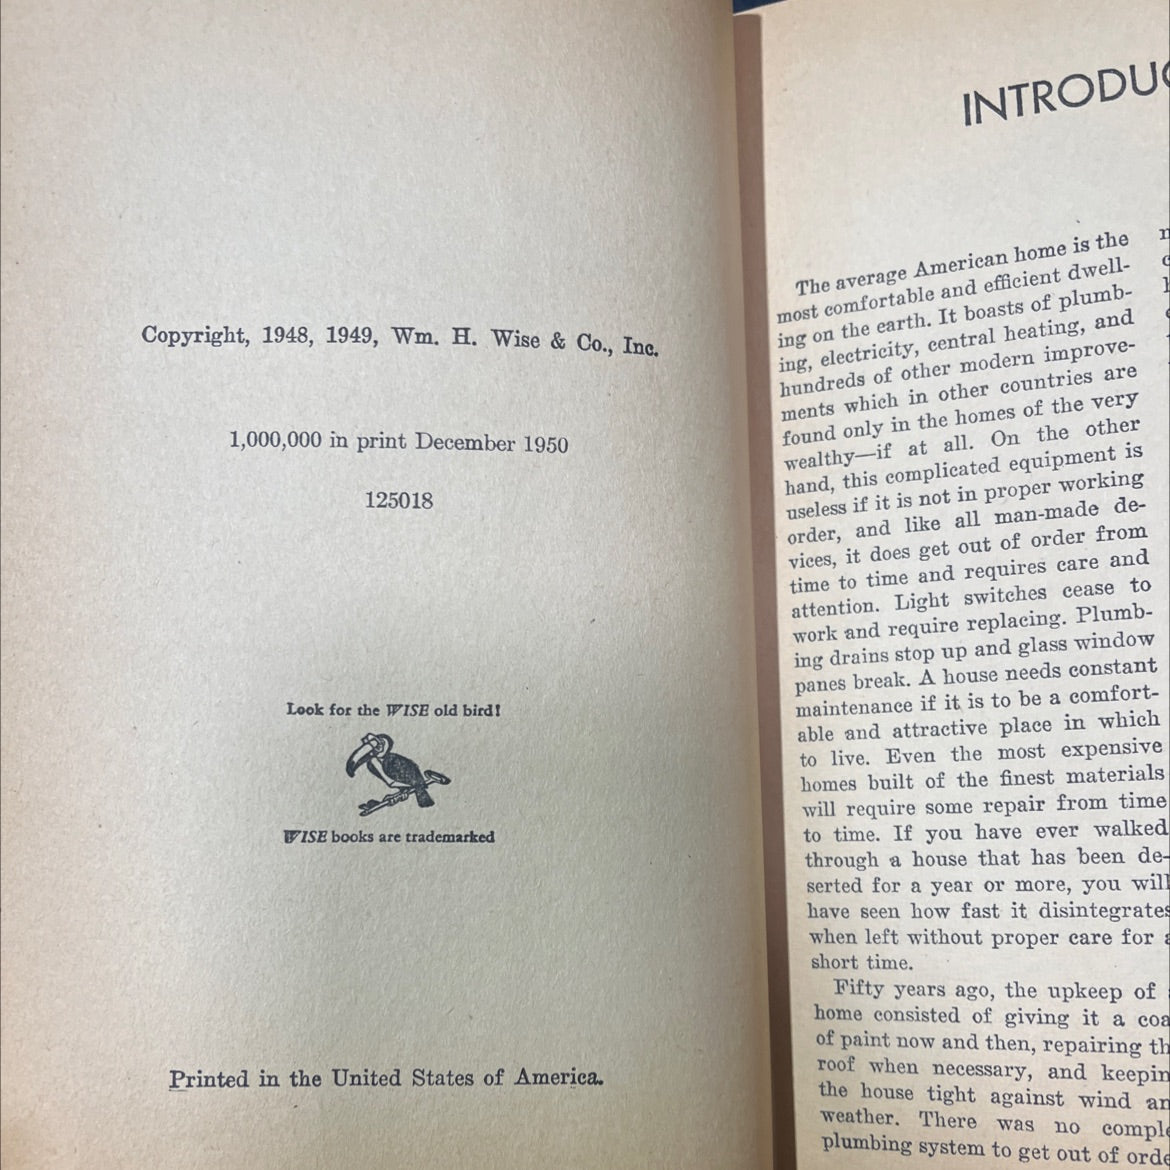 Copyright, 1948, 1949, Wm. H. Wise & Co., Inc.
1,000,000 in print December 1950
125018
Look for the WISE old bird!
WISE books are trademarked
Printed in the United States of America.
INTRODUC
The average American home is the
most comfortable and efficient dwell-
ing on the earth. It boasts of plumb-
ing, electricity, central heating, and
hundreds of other modern improve-
ments which in other countries are
found only in the homes of the very
wealthy—if at all. On the other
hand, this complicated equipment is
useless if it is not in proper working
order, and like all man-made de-
vices, it does get out of order from
time to time and requires care and
attention. Light switches cease to
work and require replacing. Plumb-
ing drains stop up and glass window
panes break. A house needs constant
maintenance if it is to be a comfort-
able and attractive place in which
to live. Even the most expensive
homes built of the finest materials
will require some repair from time
to time. If you have ever walked
through a house that has been de-
serted for a year or more, you will
have seen how fast it disintegrates
when left without proper care for a
short time.
Fifty years ago, the upkeep of
home consisted of giving it a coa
of paint now and then, repairing th
roof when necessary, and keepin
the house tight against wind an
weather. There was no comple
plumbing system to get out of orde